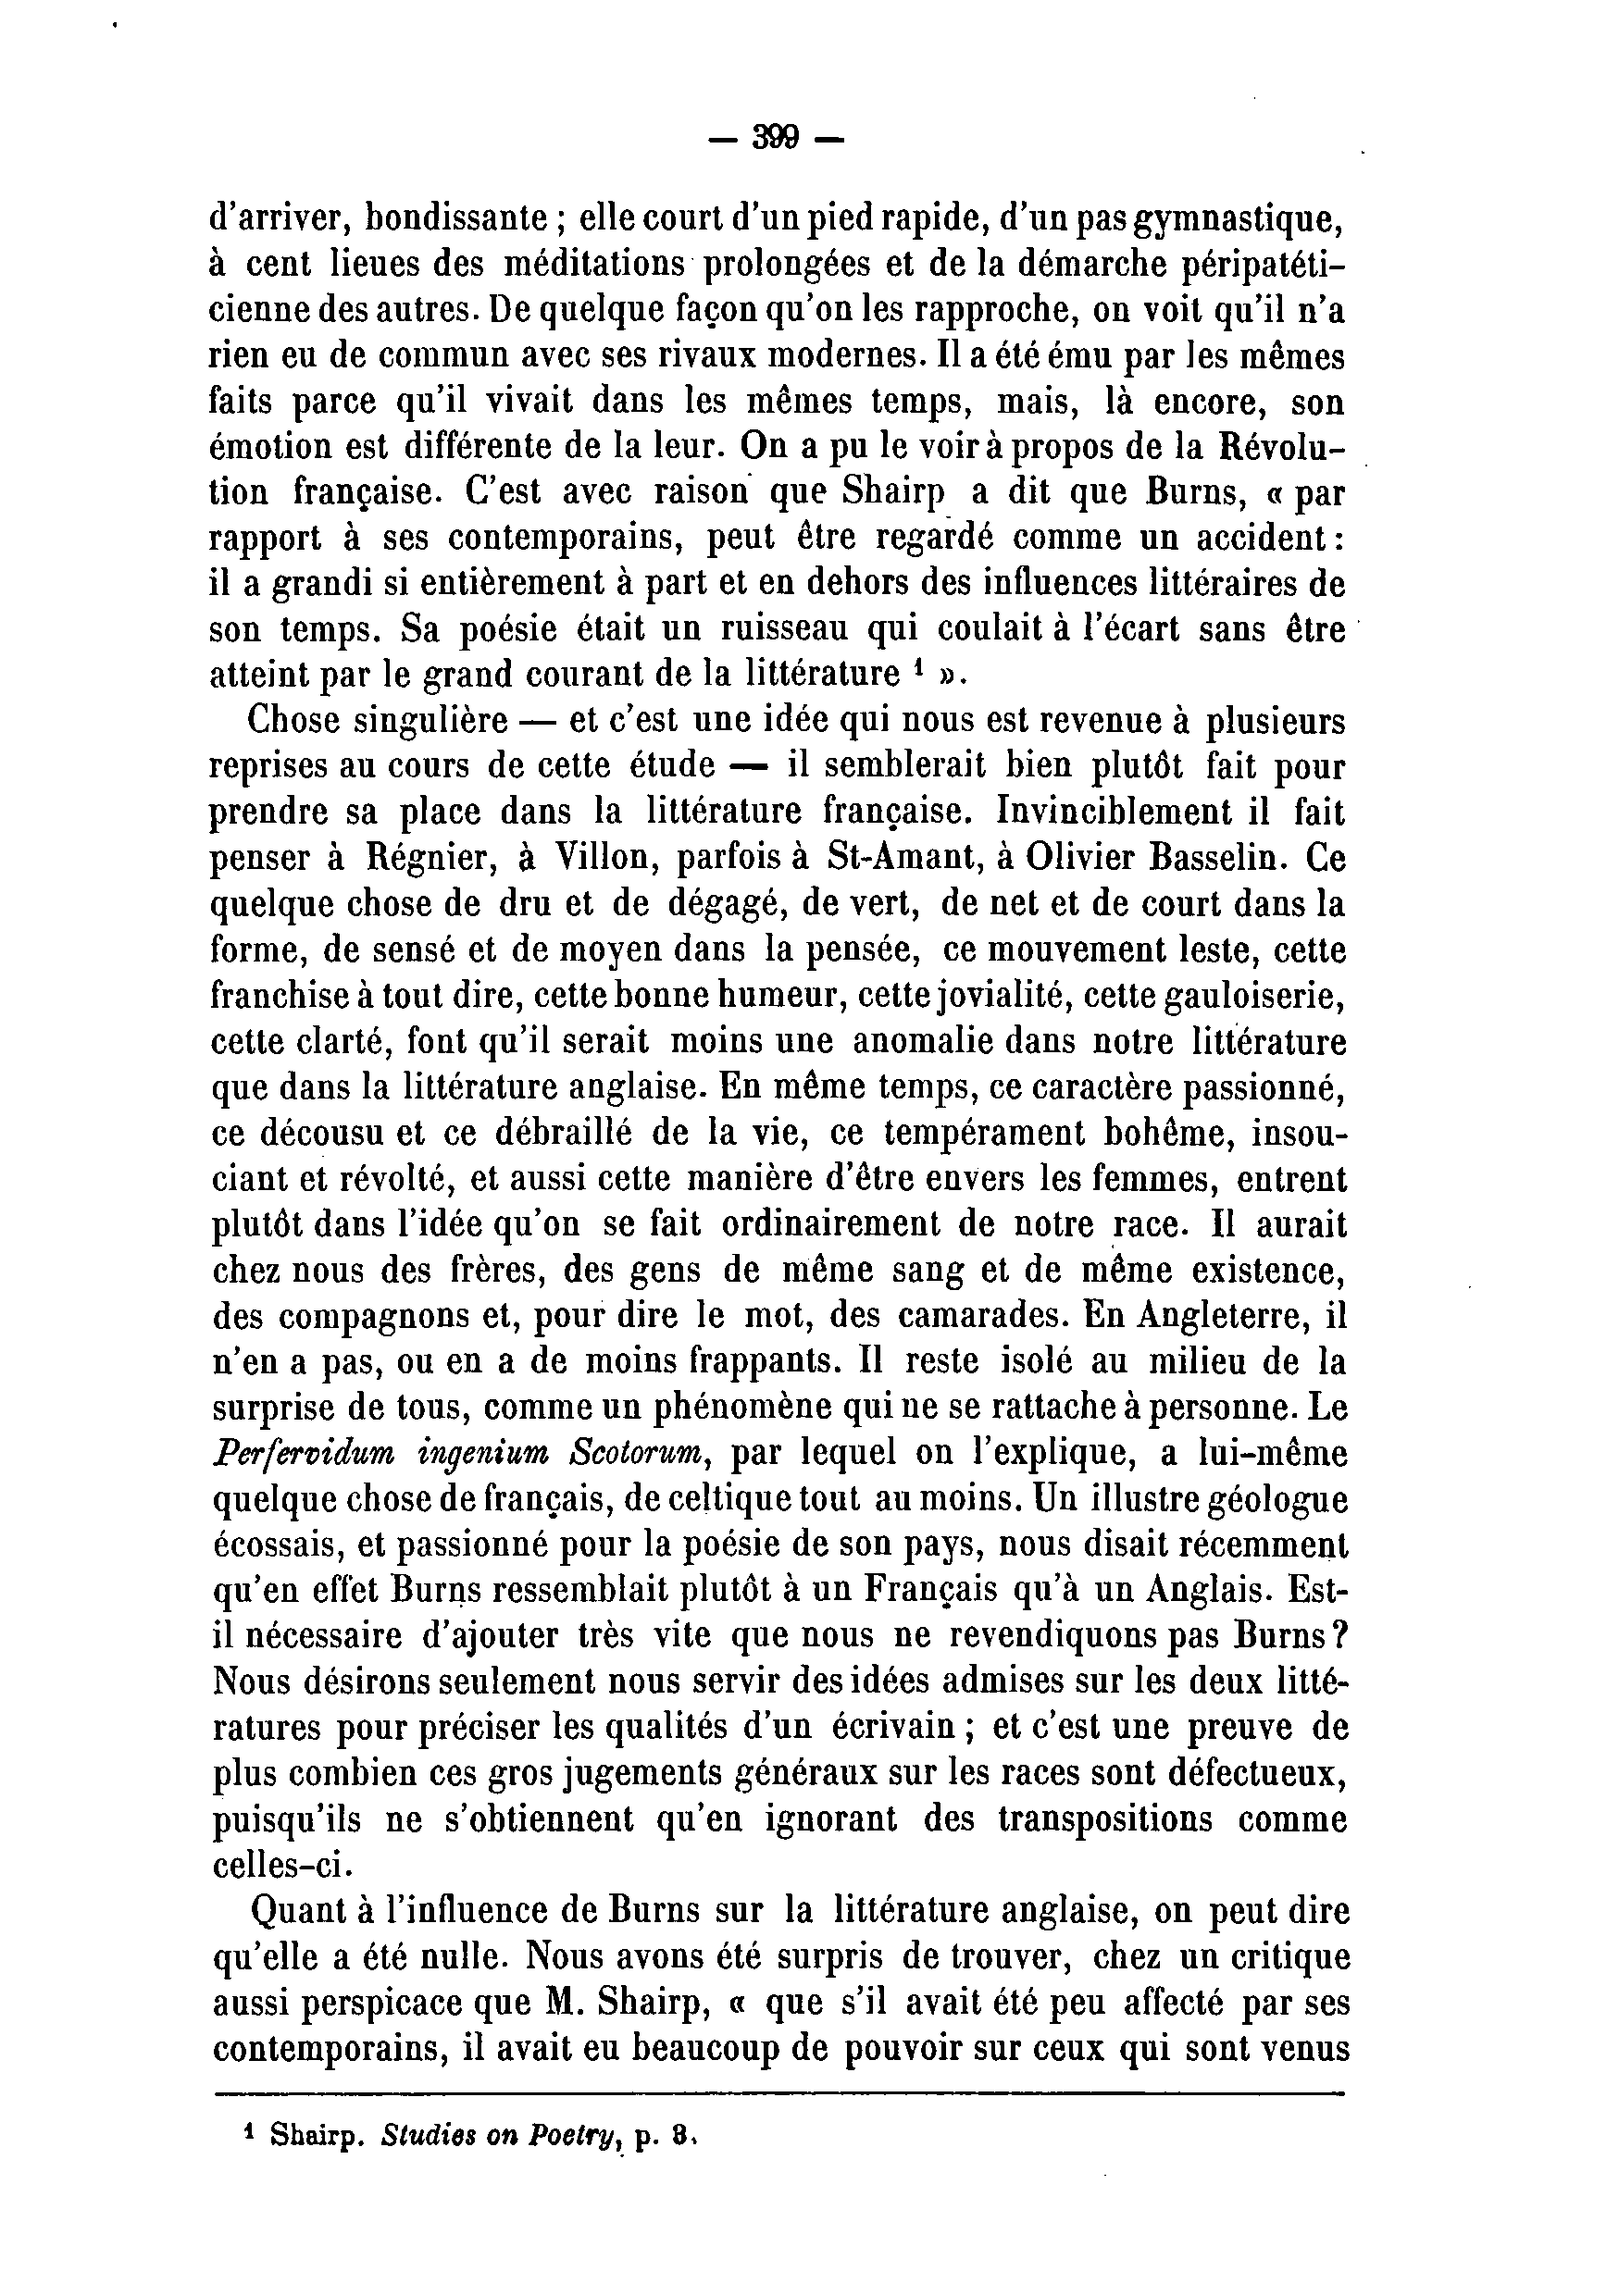 — 399 —
d'arriver, bondissante ; elle court d'un pied rapide, d'un pas gymnastique,
à cent lieues des méditations prolongées et de la démarche péripatéti-
cienne des autres. De quelque façon qu'on les rapproche, on voit qu'il n'a
rien eu de commun avec ses rivaux modernes. Il a été ému par les mêmes
faits parce qu'il vivait dans les mêmes temps, mais, là encore, son
émotion est différente de la leur. On a pu le voir à propos de la Révolu-
tion française. C'est avec raison que Shairp a dit que Burns, « par
rapport à ses contemporains, peut être regardé comme un accident :
il a grandi si entièrement à part et en dehors des influences littéraires de
son temps. Sa poésie était un ruisseau qui coulait à l'écart sans être
atteint par le grand courant de la littérature ¹ ».
Chose singulière — et c'est une idée qui nous est revenue à plusieurs
reprises au cours de cette étude — il semblerait bien plutôt fait pour
prendre sa place dans la littérature française. Invinciblement il fait
penser à Régnier, à Villon, parfois à St-Amant, à Olivier Basselin. Ce
quelque chose de dru et de dégagé, de vert, de net et de court dans la
forme, de sensé et de moyen dans la pensée, ce mouvement leste, cette
franchise à tout dire, cette bonne humeur, cette jovialité, cette gauloiserie,
cette clarté, font qu'il serait moins une anomalie dans notre littérature
que dans la littérature anglaise. En même temps, ce caractère passionné,
ce décousu et ce débraillé de la vie, ce tempérament bohême, insou-
ciant et révolté, et aussi cette manière d'être envers les femmes, entrent
plutôt dans l'idée qu'on se fait ordinairement de notre race. Il aurait
chez nous des frères, des gens de même sang et de même existence,
des compagnons et, pour dire le mot, des camarades. En Angleterre, il
n'en a pas, ou en a de moins frappants. Il reste isolé au milieu de la
surprise de tous, comme un phénomène qui ne se rattache à personne. Le
Perfervidum ingenium Scotorum, par lequel on l'explique, a lui-même
quelque chose de français, de celtique tout au moins. Un illustre géologue
écossais, et passionné pour la poésie de son pays, nous disait récemment
qu'en effet Burns ressemblait plutôt à un Français qu'à un Anglais. Est-
il nécessaire d'ajouter très vite que nous ne revendiquons pas Burns ?
Nous désirons seulement nous servir des idées admises sur les deux litté-
ratures pour préciser les qualités d'un écrivain ; et c'est une preuve de
plus combien ces gros jugements généraux sur les races sont défectueux,
puisqu'ils ne s'obtiennent qu'en ignorant des transpositions comme
celles-ci.
Quant à l'influence de Burns sur la littérature anglaise, on peut dire
qu'elle a été nulle. Nous avons été surpris de trouver, chez un critique
aussi perspicace que M. Shairp, « que s'il avait été peu affecté par ses
contemporains, il avait eu beaucoup de pouvoir sur ceux qui sont venus
¹ Shairp. Studies on Poetry, p. 3.